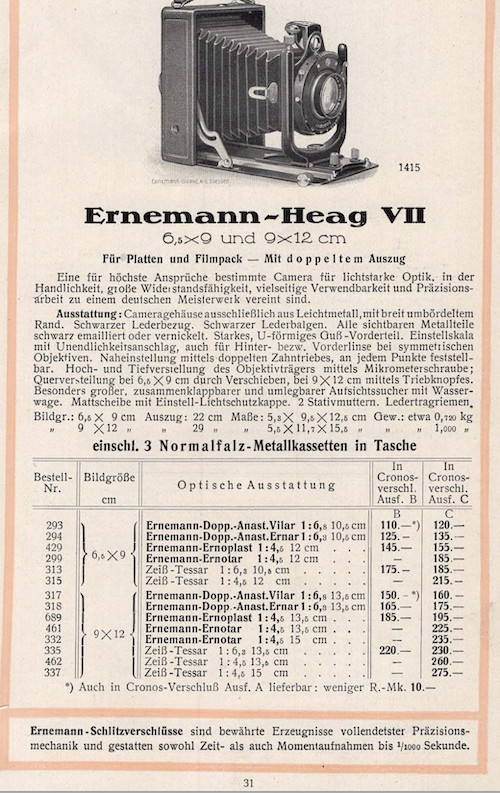 ERNEMANN-WERKE A.G. DRESDEN
1415
Ernemann-Heag VII
6,5×9 und 9×12 cm
Für Platten und Filmpack — Mit doppeltem Auszug
Eine für höchste Ansprüche bestimmte Camera für lichtstarke Optik, in der
Handlichkeit, große Widerstandsfähigkeit, vielseitige Verwendbarkeit und Präzisions-
arbeit zu einem deutschen Meisterwerk vereint sind.
Ausstattung: Cameragehäuse ausschließlich aus Leichtmetall, mit breit umbördeltem
Rand. Schwarzer Lederbezug. Schwarzer Lederbalgen. Alle sichtbaren Metallteile
schwarz emailliert oder vernickelt. Starkes, U-förmiges Guß-Vorderteil. Einstellskala
mit Unendlichkeitsanschlag, auch für Hinter- bezw. Vorderlinse bei symmetrischen
Objektiven. Naheinstellung mittels doppelten Zahntriebes, an jedem Punkte feststell-
bar. Hoch- und Tiefverstellung des Objektivträgers mittels Mikrometerschraube;
Querverstellung bei 6,5×9 cm durch Verschieben, bei 9×12 cm mittels Triebknopfes.
Besonders großer, zusammenklappbarer und umlegbarer Aufsichtssucher mit Wasser-
wage. Mattscheibe mit Einstell-Lichtschutzkappe. 2 Stativmuttern. Ledertragriemen.
Bildgr.: 6,5× 9 cm Auszug: 22 cm Maße: 5,3× 9,5×12,5 cm Gew.: etwa 0,720 kg
„ 9 ×12 „ „ 29 „ „ 5,5×11,7×15,5 „ „ „ 1,000 „
einschl. 3 Normalfalz-Metallkassetten in Tasche
Bestell-Nr. Bildgröße cm Optische Ausstattung In Cronos-verschl. Ausf. B In Cronos-verschl. Ausf. C
B C
293 Ernemann-Dopp.-Anast. Vilar 1:6,8 10,5 cm 110.—*) 120.—
294 Ernemann-Dopp.-Anast. Ernar 1:6,8 10,5 cm 125.— 135.—
429 Ernemann-Ernoplast 1:4,5 12 cm . . . 145.— 155.—
299 6,5×9 Ernemann-Ernotar 1:4,5 12 cm . . . — 185.—
313 Zeiß-Tessar 1:6,3 10,5 cm . . . . . 175.— 185.—
315 Zeiß-Tessar 1:4,5 12 cm . . . . . — 215.—
317 Ernemann-Dopp.-Anast. Vilar 1:6,8 13,5 cm 150.—*) 160.—
318 Ernemann-Dopp.-Anast. Ernar 1:6,8 13,5 cm 165.— 175.—
689 Ernemann-Ernoplast 1:4,5 13,5 cm . . . 185.— 195.—
461 9×12 Ernemann-Ernotar 1:4,5 13,5 cm . . . . — 225.—
332 Ernemann-Ernotar 1:4,5 15 cm . . . . — 235.—
335 Zeiß-Tessar 1:6,3 13,5 cm . . . . . 220.— 230.—
462 Zeiß-Tessar 1:4,5 13,5 cm . . . . . — 260.—
337 Zeiß-Tessar 1:4,5 15 cm . . . . . — 275.—
*) Auch in Cronos-Verschluß Ausf. A lieferbar: weniger R.-Mk. 10.—
Ernemann-Schlitzverschlüsse sind bewährte Erzeugnisse vollendetster Präzisions-
mechanik und gestatten sowohl Zeit- als auch Momentaufnahmen bis 1/1000 Sekunde.
31